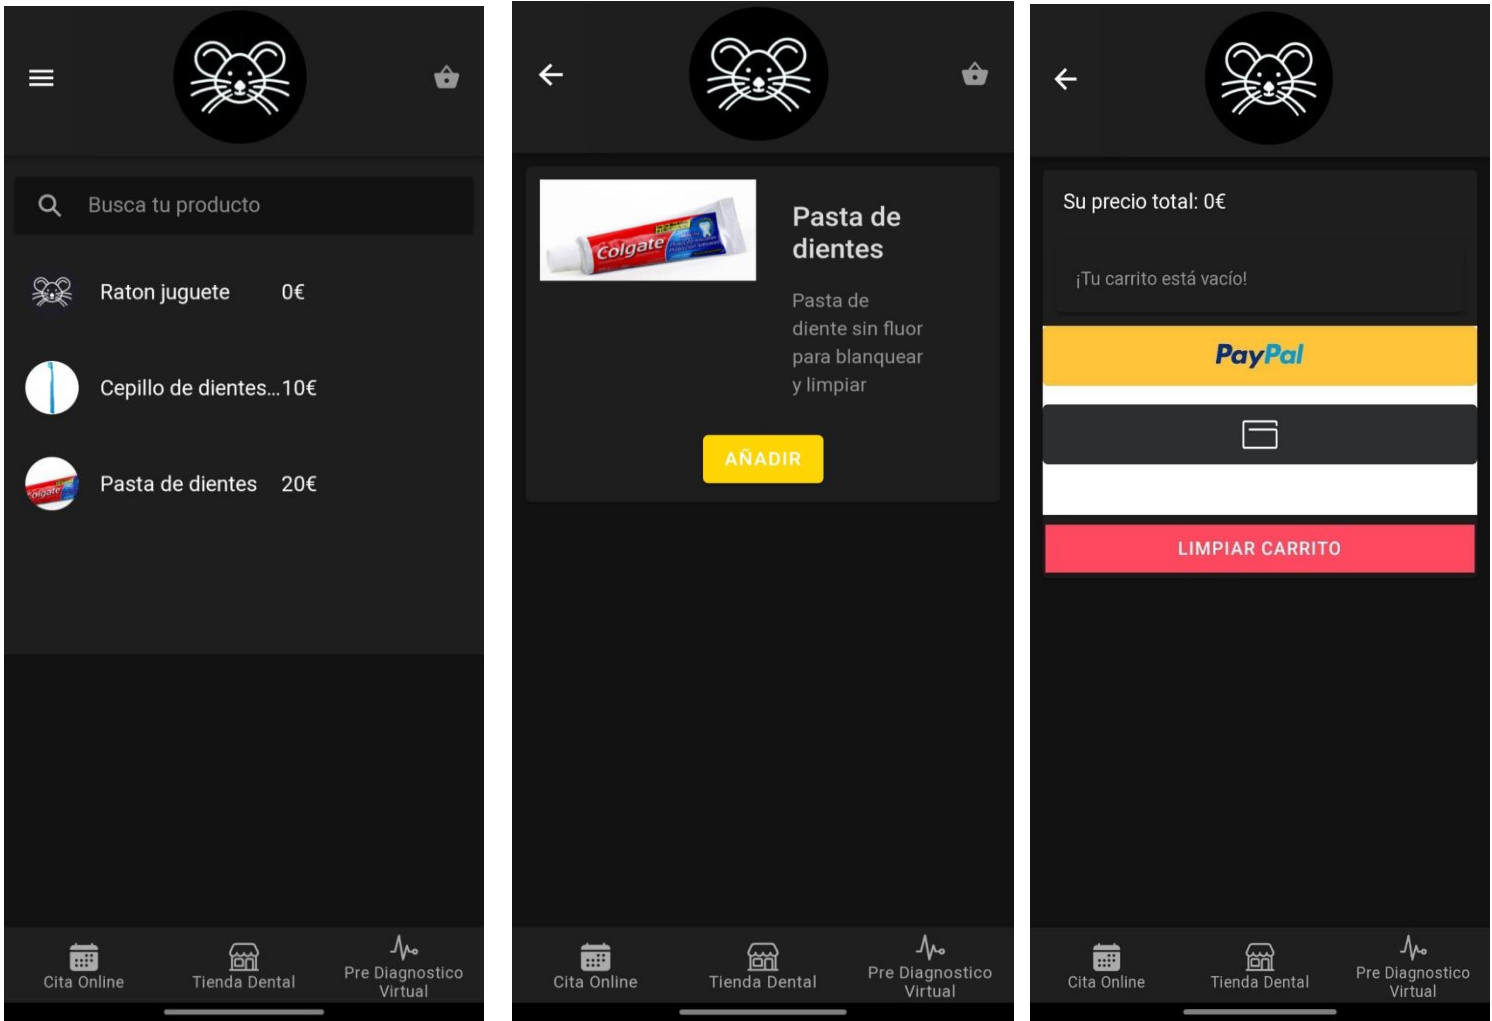 Busca tu producto
Raton juguete 0€
Cepillo de dientes... 10€
Pasta de dientes 20€
Cita Online
Tienda Dental
Pre Diagnostico
Virtual
Colgate
Pasta de
dientes
Pasta de
diente sin fluor
para blanquear
y limpiar
AÑADIR
Cita Online
Tienda Dental
Pre Diagnostico
Virtual
Su precio total: 0€
¡Tu carrito está vacío!
PayPal
LIMPIAR CARRITO
Cita Online
Tienda Dental
Pre Diagnostico
Virtual